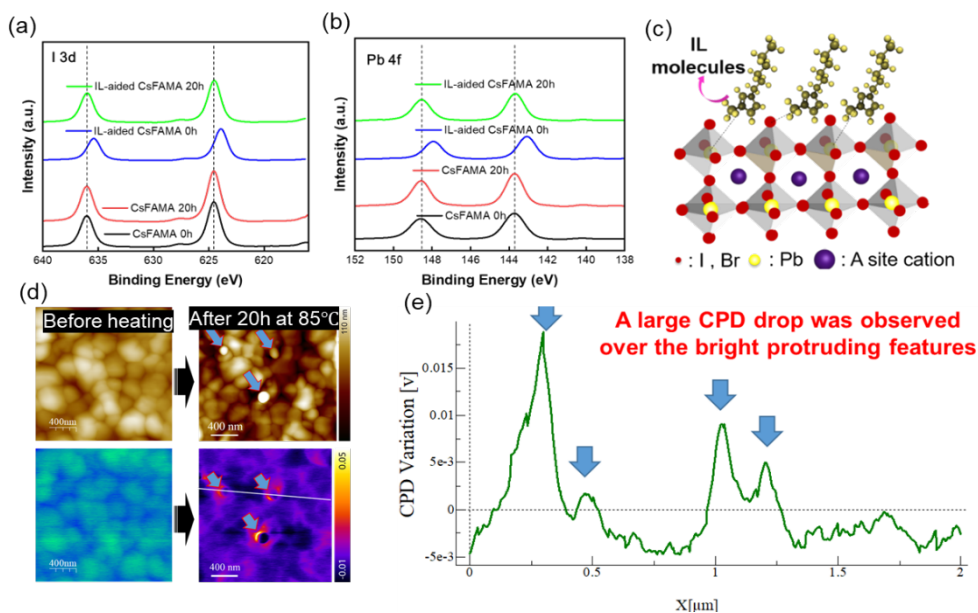 (a)
I 3d
IL-aided CsFAMA 20h
IL-aided CsFAMA 0h
CsFAMA 20h
CsFAMA 0h
Intensity (a.u.)
640 636 632 628 624 620
Binding Energy (eV)
(b)
Pb 4f
IL-aided CsFAMA 20h
IL-aided CsFAMA 0h
CsFAMA 20h
CsFAMA 0h
Intensity (a.u.)
152 150 148 146 144 142 140 138
Binding Energy (eV)
(c)
IL
molecules
: I , Br
: Pb
: A site cation
(d)
Before heating
After 20h at 85°C
110 nm
400nm
400 nm
0.05
-0.01
400nm
400 nm
(e)
A large CPD drop was observed
over the bright protruding features
CPD Variation [v]
0.015
0.01
5e-3
0
-5e-3
0 0.5 1 1.5 2
X[µm]